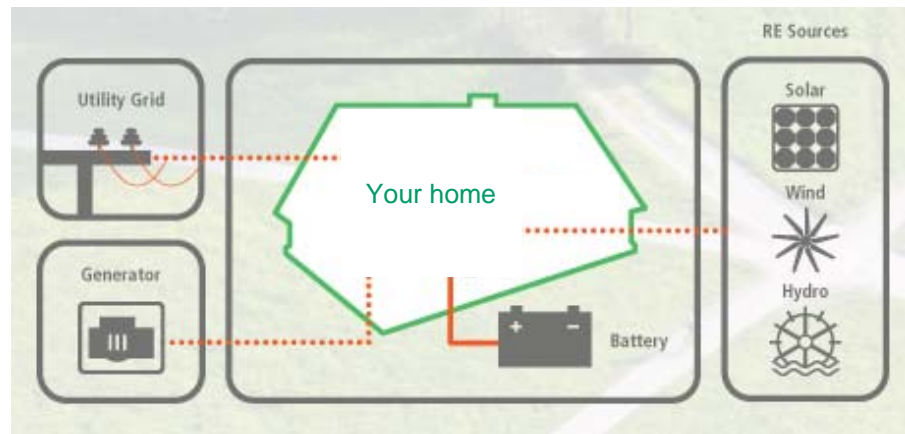 RE Sources
Utility Grid
Solar
Your home
Wind
Generator
Hydro
+ −
Battery